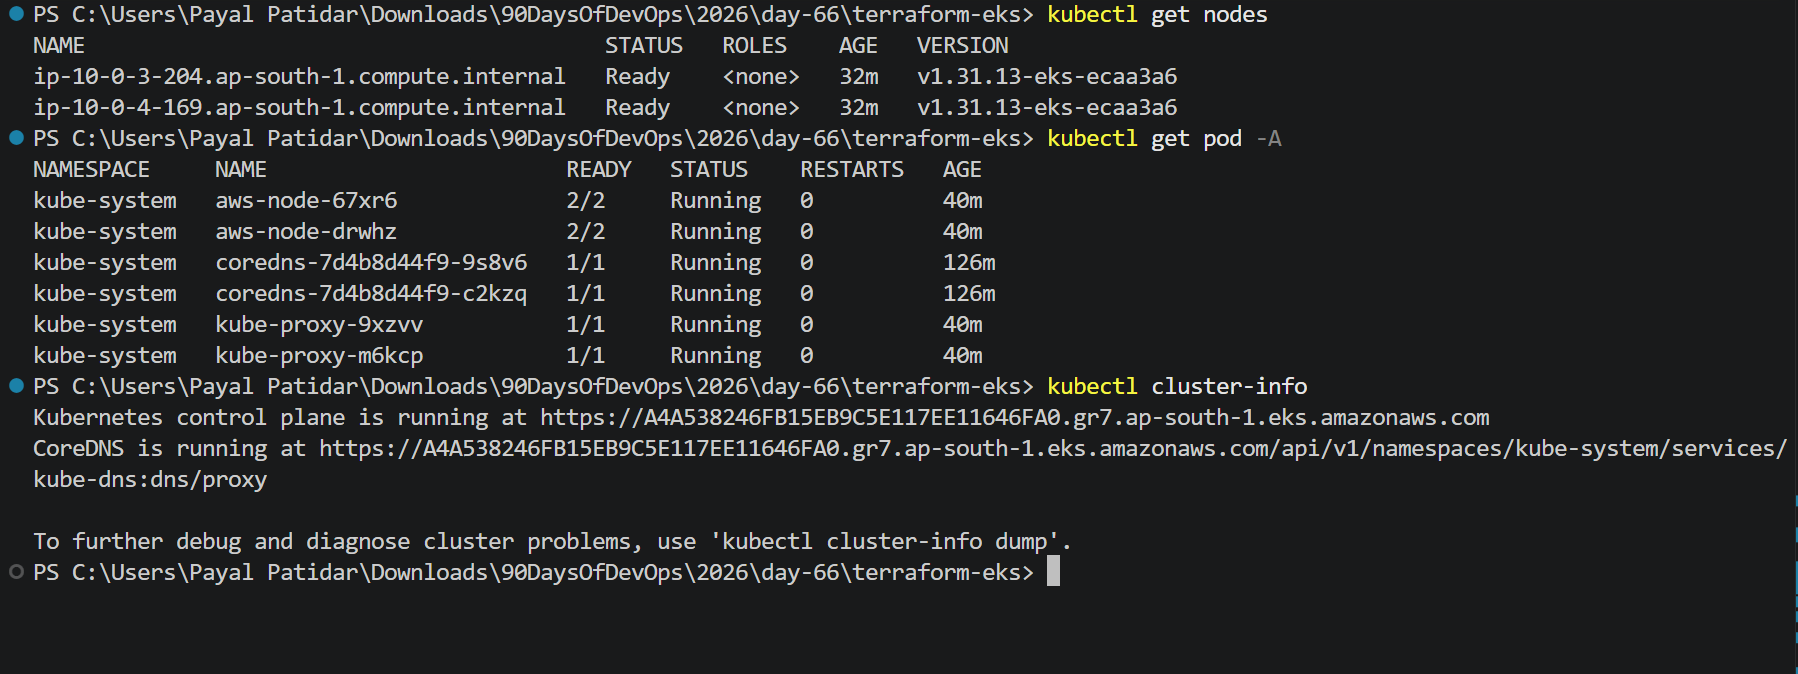 PS C:\Users\Payal Patidar\Downloads\90DaysOfDevOps\2026\day-66\terraform-eks> kubectl get nodes
NAME                                        STATUS   ROLES    AGE   VERSION
ip-10-0-3-204.ap-south-1.compute.internal   Ready    <none>   32m   v1.31.13-eks-ecaa3a6
ip-10-0-4-169.ap-south-1.compute.internal   Ready    <none>   32m   v1.31.13-eks-ecaa3a6
PS C:\Users\Payal Patidar\Downloads\90DaysOfDevOps\2026\day-66\terraform-eks> kubectl get pod -A
NAMESPACE     NAME                       READY   STATUS    RESTARTS   AGE
kube-system   aws-node-67xr6             2/2     Running   0          40m
kube-system   aws-node-drwhz             2/2     Running   0          40m
kube-system   coredns-7d4b8d44f9-9s8v6   1/1     Running   0          126m
kube-system   coredns-7d4b8d44f9-c2kzq   1/1     Running   0          126m
kube-system   kube-proxy-9xzvv           1/1     Running   0          40m
kube-system   kube-proxy-m6kcp           1/1     Running   0          40m
PS C:\Users\Payal Patidar\Downloads\90DaysOfDevOps\2026\day-66\terraform-eks> kubectl cluster-info
Kubernetes control plane is running at https://A4A538246FB15EB9C5E117EE11646FA0.gr7.ap-south-1.eks.amazonaws.com
CoreDNS is running at https://A4A538246FB15EB9C5E117EE11646FA0.gr7.ap-south-1.eks.amazonaws.com/api/v1/namespaces/kube-system/services/
kube-dns:dns/proxy

To further debug and diagnose cluster problems, use 'kubectl cluster-info dump'.
PS C:\Users\Payal Patidar\Downloads\90DaysOfDevOps\2026\day-66\terraform-eks>